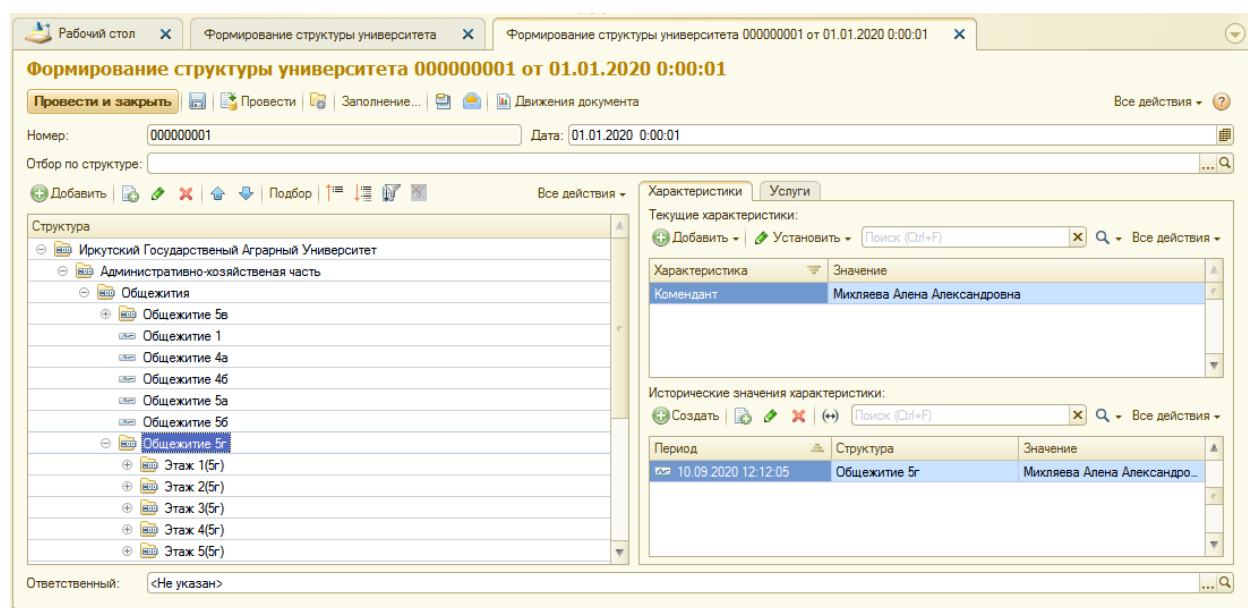 Рабочий стол Формирование структуры университета Формирование структуры университета 000000001 от 01.01.2020 0:00:01
Формирование структуры университета 000000001 от 01.01.2020 0:00:01
Провести и закрыть Провести Заполнение... Движения документа Все действия
Номер: 000000001 Дата: 01.01.2020 0:00:01
Отбор по структуре:
Добавить Подбор Все действия
Структура
Иркутский Государственый Аграрный Университет
Административно-хозяйственая часть
Общежития
Общежитие 5в
Общежитие 1
Общежитие 4а
Общежитие 4б
Общежитие 5а
Общежитие 5б
Общежитие 5г
Этаж 1(5г)
Этаж 2(5г)
Этаж 3(5г)
Этаж 4(5г)
Этаж 5(5г)
Характеристики Услуги
Текущие характеристики:
Добавить Установить Поиск (Ctrl+F) Все действия
Характеристика Значение
Комендант Михляева Алена Александровна
Исторические значения характеристики:
Создать Поиск (Ctrl+F) Все действия
Период Структура Значение
10.09.2020 12:12:05 Общежитие 5г Михляева Алена Александро...
Ответственный: <Не указан>